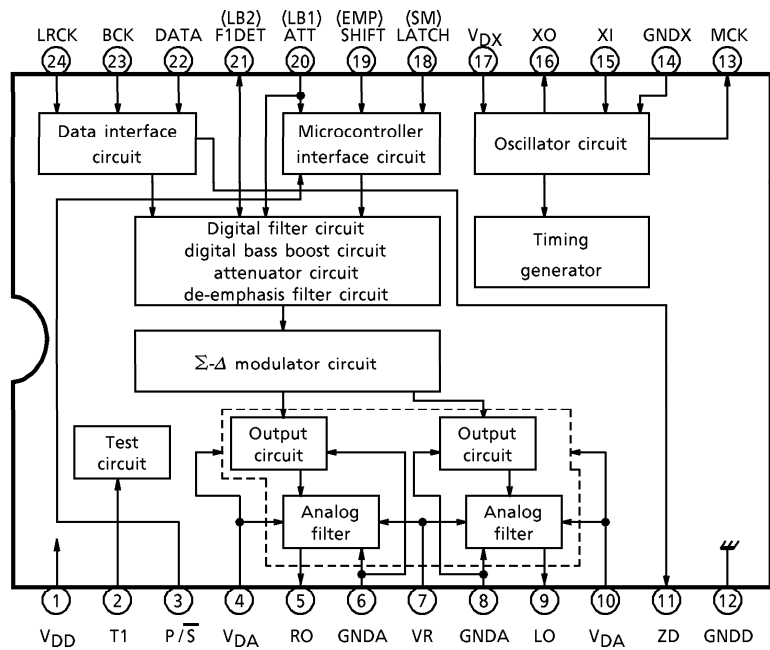 (LB2) (LB1) (EMP) (SM)
LRCK BCK DATA F1DET ATT SHIFT LATCH VDX XO XI GNDX MCK
24 23 22 21 20 19 18 17 16 15 14 13
Data interface
circuit
Microcontroller
interface circuit
Oscillator circuit
Digital filter circuit
digital bass boost circuit
attenuator circuit
de-emphasis filter circuit
Timing
generator
Σ-Δ modulator circuit
Test
circuit
Output
circuit
Output
circuit
Analog
filter
Analog
filter
1 2 3 4 5 6 7 8 9 10 11 12
VDD T1 P/S̅ VDA RO GNDA VR GNDA LO VDA ZD GNDD